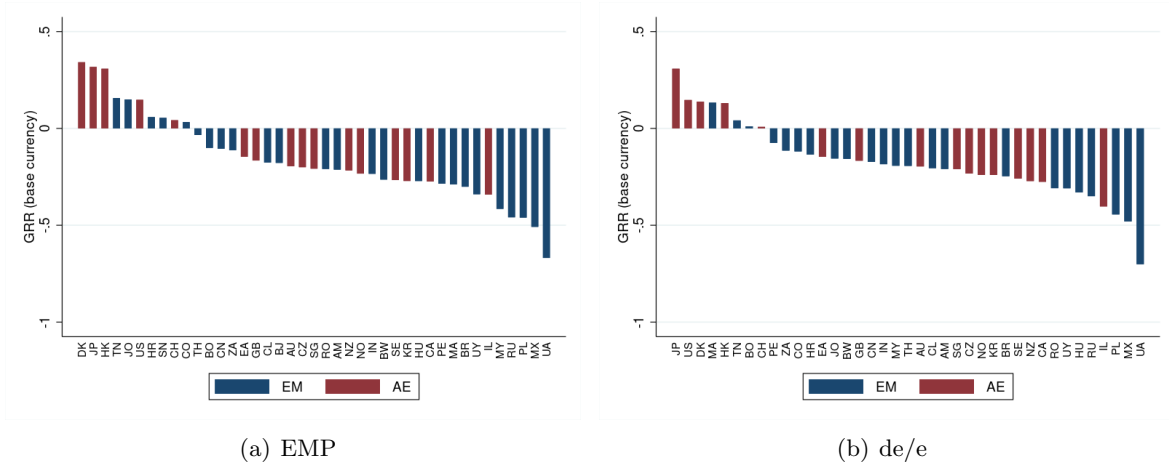 GRR (base currency)
.5
0
-.5
-1
DK JP HK TN JO US HR SN CH CO TH BO CN ZA EA GB CL BJ AU CZ SG RO AM NZ NO IN BW SE KR HU CA PE MA BR UY IL MY RU PL MX UA
EM AE
(a) EMP
GRR (base currency)
.5
0
-.5
-1
JP US DK MA HK TN BO CH PE ZA CO HR EA JO BW GB CN IN MY TH AU CL AM SG CZ NO KR BR SE NZ CA RO UY HU RU IL PL MX UA
EM AE
(b) de/e